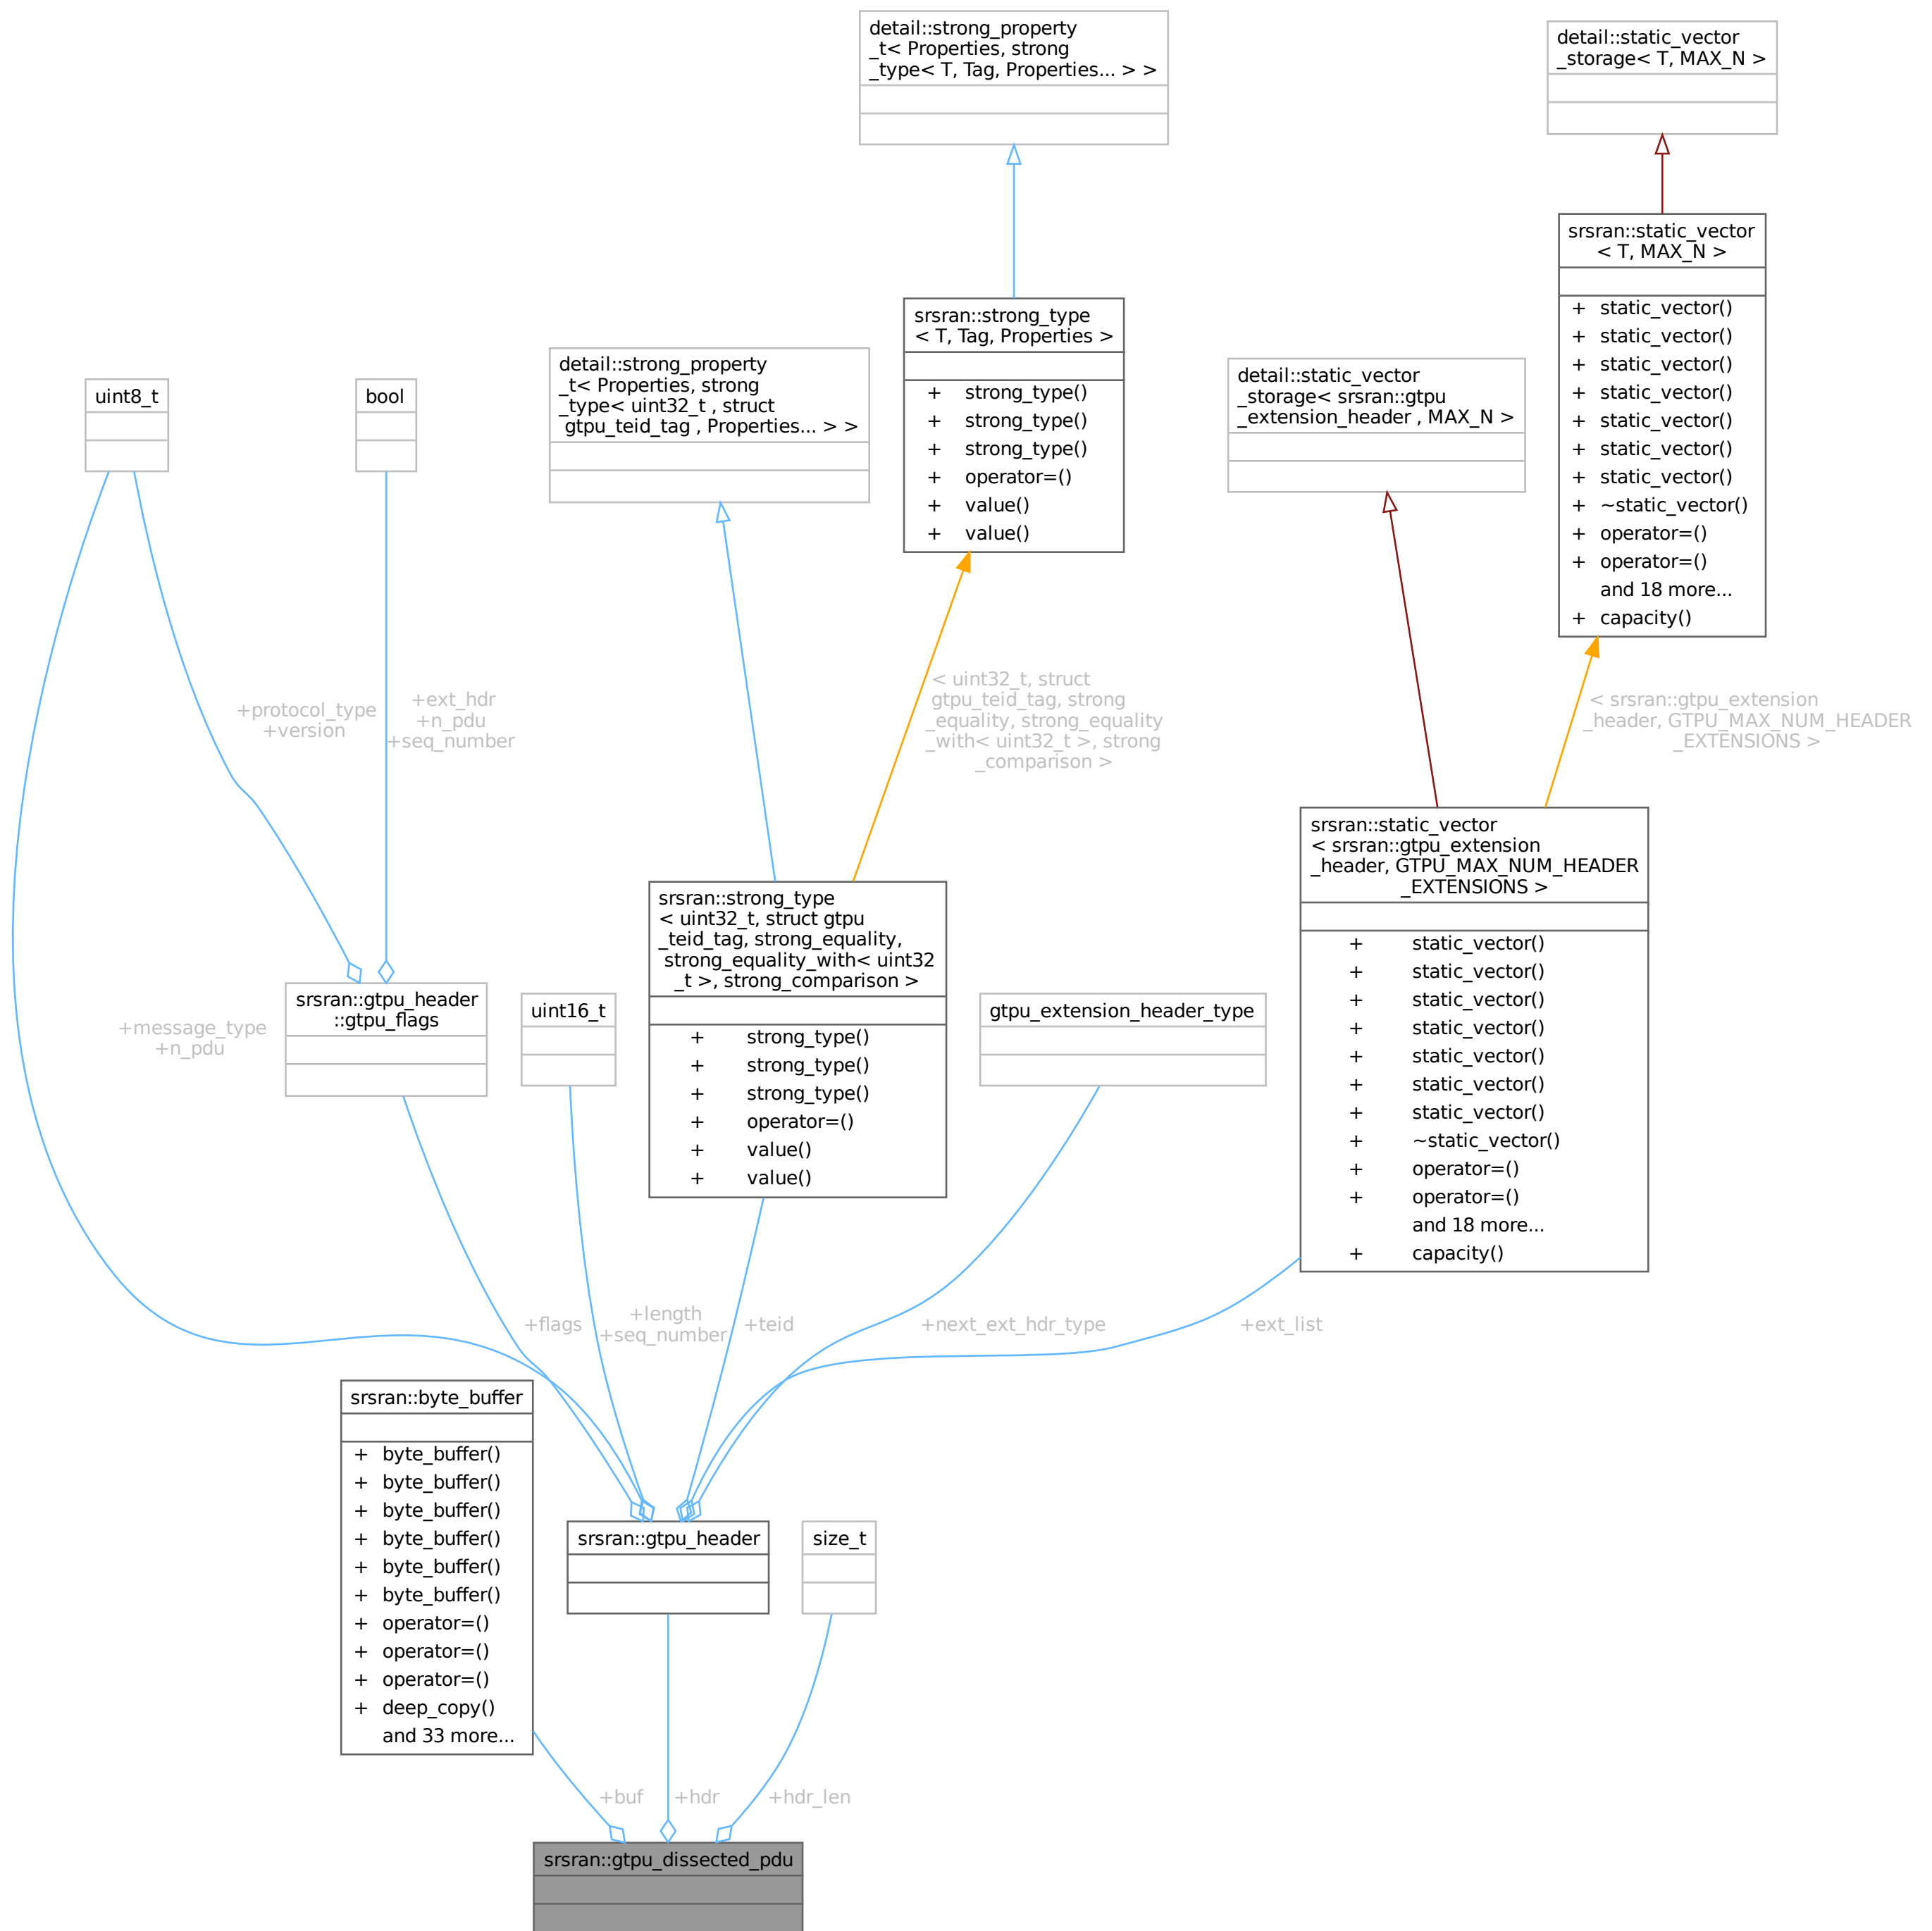 detail::strong_property
_t< Properties, strong
_type< T, Tag, Properties... > >
detail::static_vector
_storage< T, MAX_N >
srsran::static_vector
< T, MAX_N >
+ static_vector()
+ static_vector()
+ static_vector()
+ static_vector()
+ static_vector()
+ static_vector()
+ static_vector()
+ ~static_vector()
+ operator=()
+ operator=()
and 18 more...
+ capacity()
srsran::strong_type
< T, Tag, Properties >
+ strong_type()
+ strong_type()
+ strong_type()
+ operator=()
+ value()
+ value()
detail::strong_property
_t< Properties, strong
_type< uint32_t , struct
gtpu_teid_tag , Properties... > >
detail::static_vector
_storage< srsran::gtpu
_extension_header , MAX_N >
uint8_t
bool
+protocol_type
+version
+ext_hdr
+n_pdu
+seq_number
< uint32_t, struct
gtpu_teid_tag, strong
_equality, strong_equality
_with< uint32_t >, strong
_comparison >
< srsran::gtpu_extension
_header, GTPU_MAX_NUM_HEADER
_EXTENSIONS >
srsran::static_vector
< srsran::gtpu_extension
_header, GTPU_MAX_NUM_HEADER
_EXTENSIONS >
+ static_vector()
+ static_vector()
+ static_vector()
+ static_vector()
+ static_vector()
+ static_vector()
+ static_vector()
+ ~static_vector()
+ operator=()
+ operator=()
and 18 more...
+ capacity()
srsran::strong_type
< uint32_t, struct gtpu
_teid_tag, strong_equality,
strong_equality_with< uint32
_t >, strong_comparison >
+ strong_type()
+ strong_type()
+ strong_type()
+ operator=()
+ value()
+ value()
srsran::gtpu_header
::gtpu_flags
uint16_t
gtpu_extension_header_type
+message_type
+n_pdu
+flags
+length
+seq_number
+teid
+next_ext_hdr_type
+ext_list
srsran::byte_buffer
+ byte_buffer()
+ byte_buffer()
+ byte_buffer()
+ byte_buffer()
+ byte_buffer()
+ byte_buffer()
+ operator=()
+ operator=()
+ operator=()
+ deep_copy()
and 33 more...
srsran::gtpu_header
size_t
+buf
+hdr
+hdr_len
srsran::gtpu_dissected_pdu